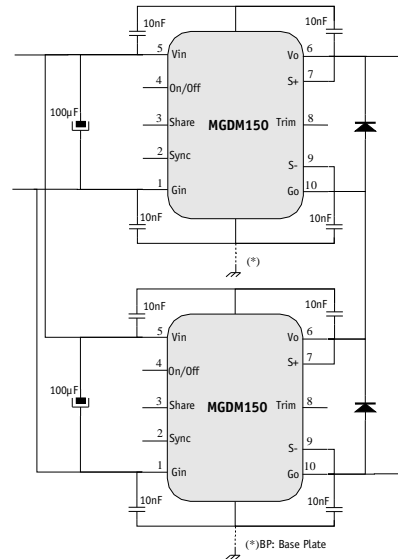 10nF 10nF
5 Vin Vo 6
S+ 7
4 On/Off
100µF
3 Share MGDM150 Trim 8
2 Sync
S- 9
1 Gin Go 10
10nF 10nF
(*)
10nF 10nF
5 Vin Vo 6
S+ 7
4 On/Off
100µF
3 Share MGDM150 Trim 8
2 Sync
S- 9
1 Gin Go 10
10nF 10nF
(*)BP: Base Plate